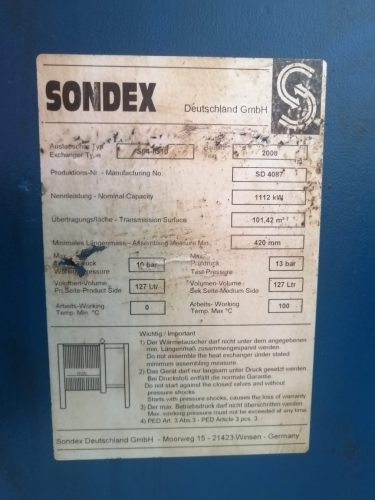 SONDEX
Deutschland GmbH
Austauscher Typ
Exchanger Type
2008
Produktions-Nr. - Manufacturing No.
SD 4087
Nennleistung - Nominal Capacity
1112 kW
Übertragungsfläche - Transmission Surface
101,42 m²
Minimales Längenmass - Assembling Measure Min.
420 mm
10 bar
Working Pressure
Prüfdruck
Test Pressure
13 bar
Volumen-Volume
Pri.Seite-Product Side
127 Ltr
Volumen-Volume
Sek.Seite-Medium Side
127 Ltr
Arbeits-Working
Temp. Min °C
0
Arbeits-Working
Temp. Max °C
100
Wichtig / Important
1) Der Wärmetauscher darf nicht unter dem angegebenen
min. Längenmaß, zusammengespannt werden.
Do not assemble the heat exchanger under stated
minimum assembling measure
2) Das Gerät darf nur langsam unter Druck gesetzt werden.
Bei Druckstoß entfällt die normale Garantie.
Do not start against the closed valves and without
pressure shocks.
Starts with pressure shocks, causes the loss of warranty.
3) Der max. Betriebsdruck darf nicht überschritten werden.
Max. working pressure must not be exceeded at any time
4) PED Art. 3 Abs.3 - PED Article 3 pos. 3.
Sondex Deutschland GmbH - Moorweg 15 - 21423 Winsen - Germany